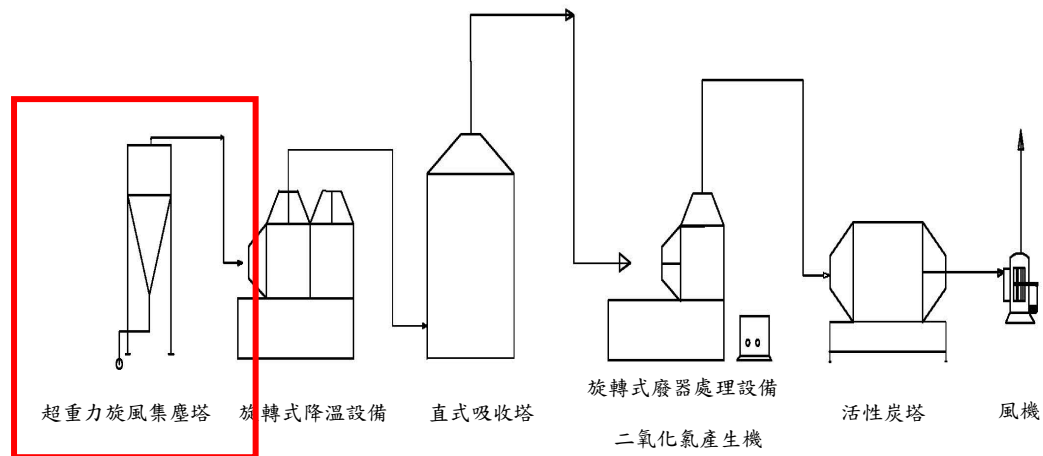 超重力旋風集塵塔
旋轉式降溫設備
直式吸收塔
旋轉式廢器處理設備
二氧化氯產生機
活性炭塔
風機